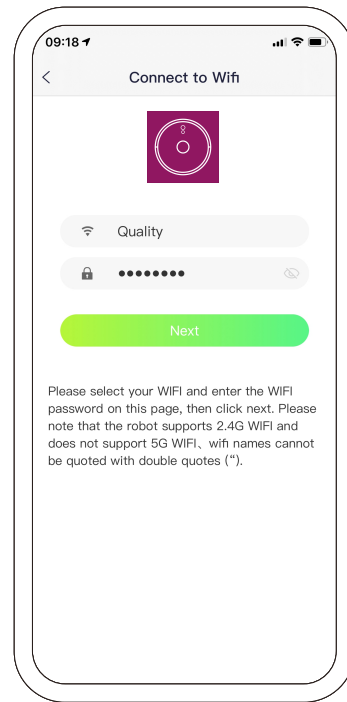 09:18
Connect to Wifi
Quality
●●●●●●●●
Next
Please select your WIFI and enter the WIFI
password on this page, then click next. Please
note that the robot supports 2.4G WIFI and
does not support 5G WIFI、wifi names cannot
be quoted with double quotes (“).